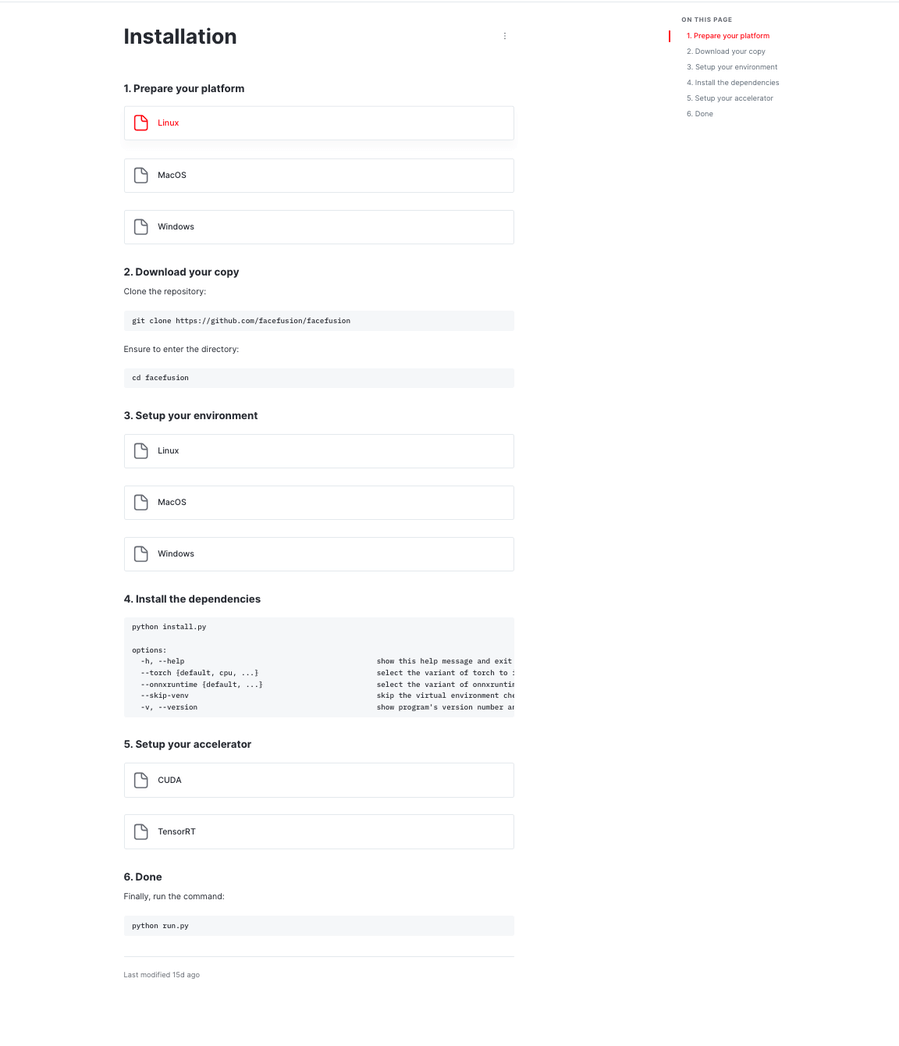 Installation
1. Prepare your platform
Linux
MacOS
Windows
2. Download your copy
Clone the repository:
git clone https://github.com/facefusion/facefusion
Ensure to enter the directory:
cd facefusion
3. Setup your environment
Linux
MacOS
Windows
4. Install the dependencies
python install.py
options:
-h, --help show this help message and exit
--torch {default, cpu, ...} select the variant of torch to
--onnxruntime {default, ...} select the variant of
--skip-venv skip the virtual environment
-v, --version show program's version number
5. Setup your accelerator
CUDA
TensorRT
6. Done
Finally, run the command:
python run.py
Last modified 15d ago
ON THIS PAGE
1. Prepare your platform
2. Download your copy
3. Setup your environment
4. Install the dependencies
5. Setup your accelerator
6. Done